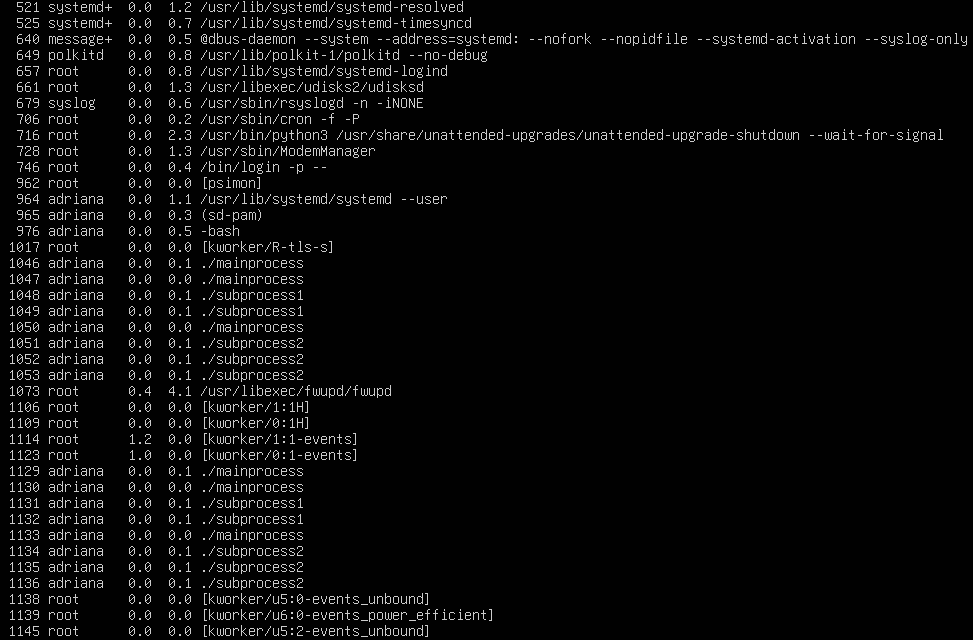 521 systemd+ 0.0 1.2 /usr/lib/systemd/systemd-resolved
525 systemd+ 0.0 0.7 /usr/lib/systemd/systemd-timesyncd
640 message+ 0.0 0.5 @dbus-daemon --system --address=systemd: --nofork --nopidfile --systemd-activation --syslog-only
649 polkitd 0.0 0.8 /usr/lib/polkit-1/polkitd --no-debug
657 root 0.0 0.8 /usr/lib/systemd/systemd-logind
661 root 0.0 1.3 /usr/libexec/udisks2/udisksd
679 syslog 0.0 0.6 /usr/sbin/rsyslogd -n -iNONE
706 root 0.0 0.2 /usr/sbin/cron -f -P
716 root 0.0 2.3 /usr/bin/python3 /usr/share/unattended-upgrades/unattended-upgrade-shutdown --wait-for-signal
728 root 0.0 1.3 /usr/sbin/ModemManager
746 root 0.0 0.4 /bin/login -p --
962 root 0.0 0.0 [psimon]
964 adriana 0.0 1.1 /usr/lib/systemd/systemd --user
965 adriana 0.0 0.3 (sd-pam)
976 adriana 0.0 0.5 -bash
1017 root 0.0 0.0 [kworker/R-tls-s]
1046 adriana 0.0 0.1 ./mainprocess
1047 adriana 0.0 0.0 ./mainprocess
1048 adriana 0.0 0.1 ./subprocess1
1049 adriana 0.0 0.1 ./subprocess1
1050 adriana 0.0 0.0 ./mainprocess
1051 adriana 0.0 0.1 ./subprocess2
1052 adriana 0.0 0.1 ./subprocess2
1053 adriana 0.0 0.1 ./subprocess2
1073 root 0.4 4.1 /usr/libexec/fwupd/fwupd
1106 root 0.0 0.0 [kworker/1:1H]
1109 root 0.0 0.0 [kworker/0:1H]
1114 root 1.2 0.0 [kworker/1:1-events]
1123 root 1.0 0.0 [kworker/0:1-events]
1129 adriana 0.0 0.1 ./mainprocess
1130 adriana 0.0 0.0 ./mainprocess
1131 adriana 0.0 0.1 ./subprocess1
1132 adriana 0.0 0.1 ./subprocess1
1133 adriana 0.0 0.0 ./mainprocess
1134 adriana 0.0 0.1 ./subprocess2
1135 adriana 0.0 0.1 ./subprocess2
1136 adriana 0.0 0.1 ./subprocess2
1138 root 0.0 0.0 [kworker/u5:0-events_unbound]
1139 root 0.0 0.0 [kworker/u6:0-events_power_efficient]
1145 root 0.0 0.0 [kworker/u5:2-events_unbound]